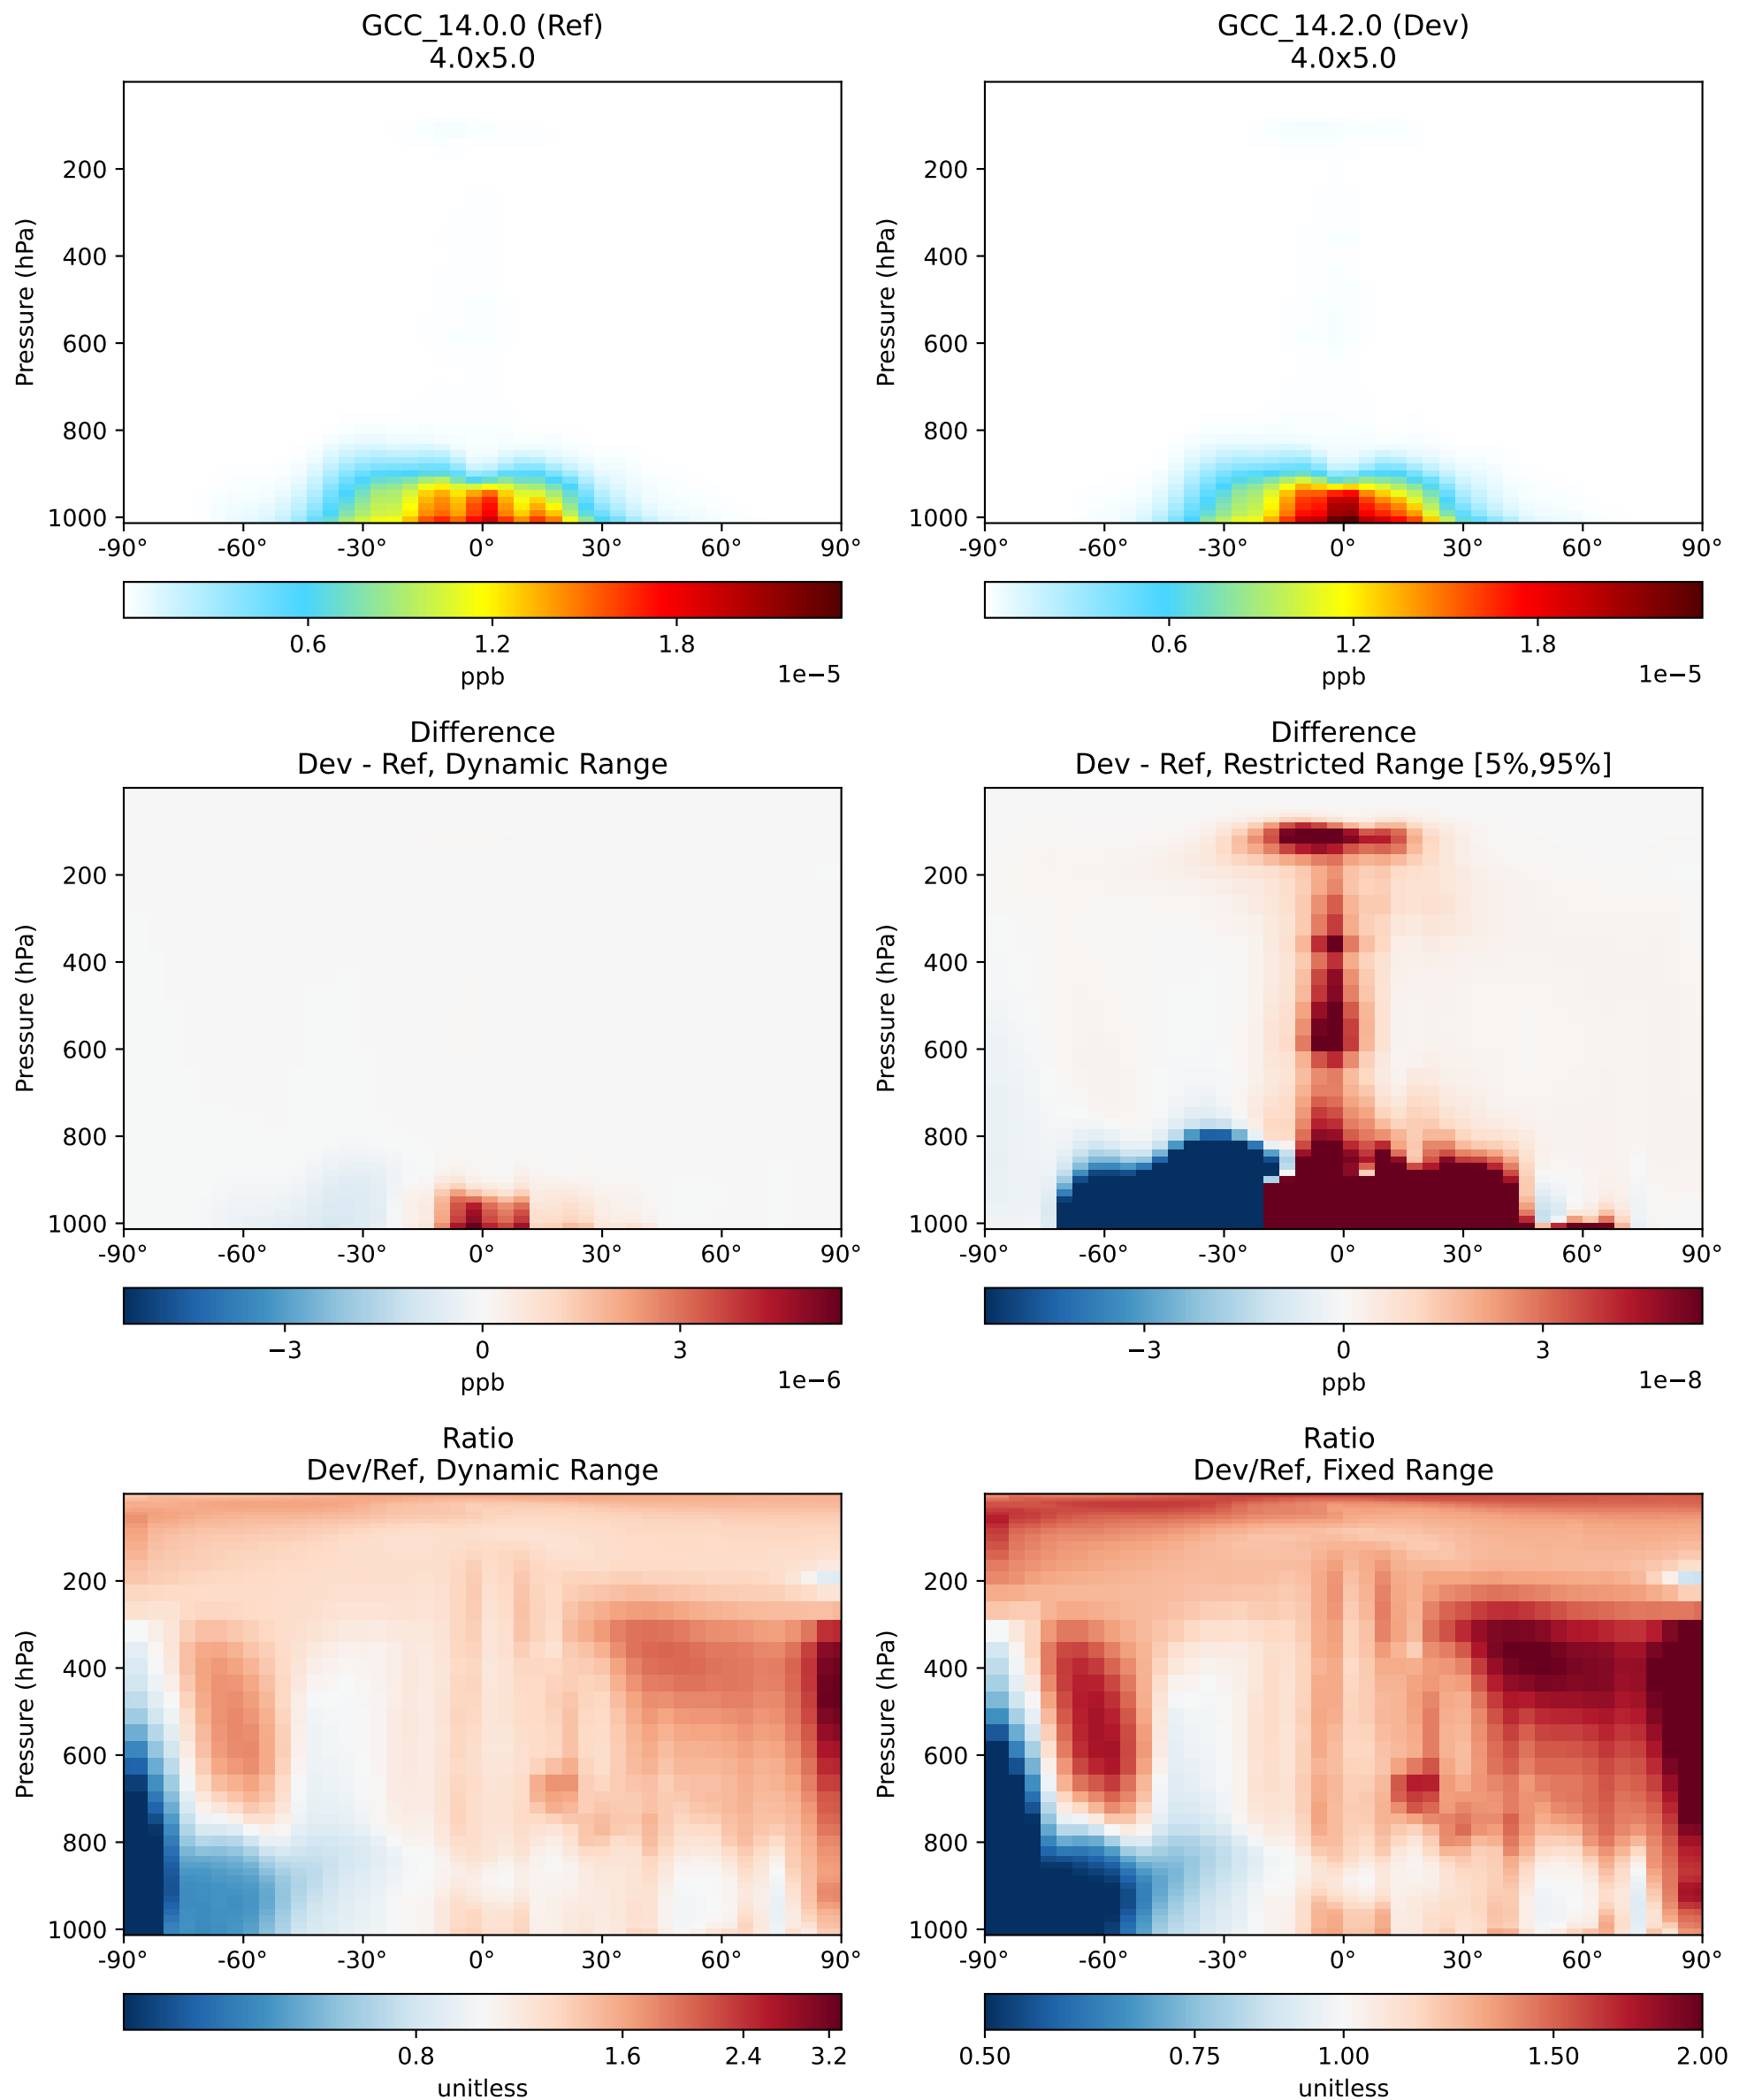 GCC_14.0.0 (Ref)
4.0x5.0
Pressure (hPa)
200
400
600
800
1000
-90° -60° -30° 0° 30° 60° 90°
0.6 1.2 1.8
ppb 1e−5
GCC_14.2.0 (Dev)
4.0x5.0
Pressure (hPa)
200
400
600
800
1000
-90° -60° -30° 0° 30° 60° 90°
0.6 1.2 1.8
ppb 1e−5
Difference
Dev - Ref, Dynamic Range
Pressure (hPa)
200
400
600
800
1000
-90° -60° -30° 0° 30° 60° 90°
−3 0 3
ppb 1e−6
Difference
Dev - Ref, Restricted Range [5%,95%]
Pressure (hPa)
200
400
600
800
1000
-90° -60° -30° 0° 30° 60° 90°
−3 0 3
ppb 1e−8
Ratio
Dev/Ref, Dynamic Range
Pressure (hPa)
200
400
600
800
1000
-90° -60° -30° 0° 30° 60° 90°
0.8 1.6 2.4 3.2
unitless
Ratio
Dev/Ref, Fixed Range
Pressure (hPa)
200
400
600
800
1000
-90° -60° -30° 0° 30° 60° 90°
0.50 0.75 1.00 1.50 2.00
unitless